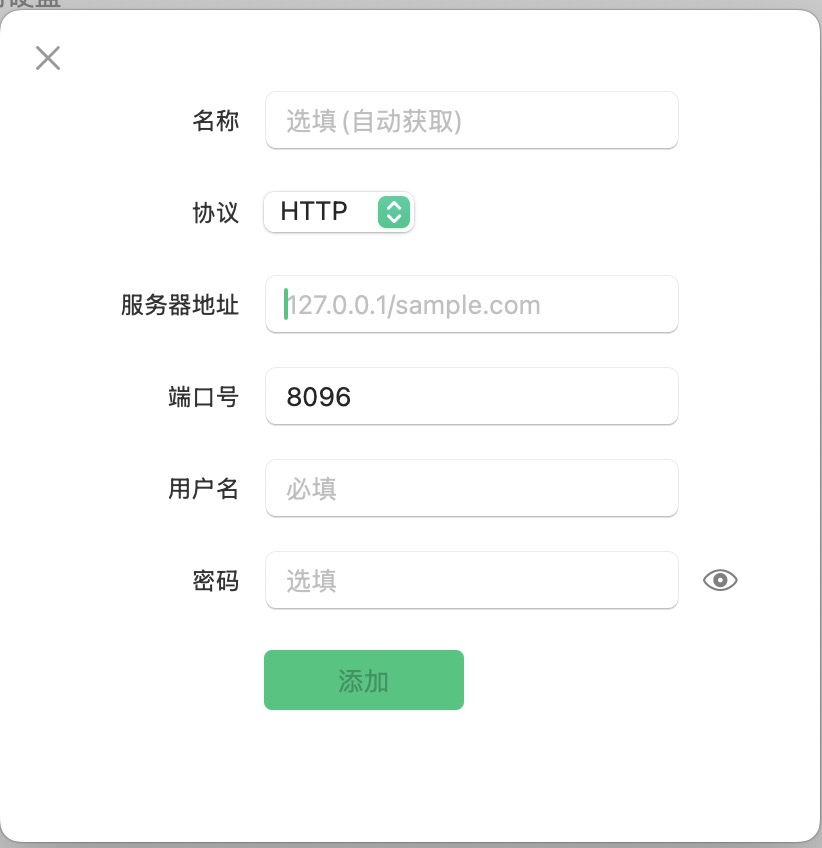 名称
选填 (自动获取)
协议
HTTP
服务器地址
127.0.0.1/sample.com
端口号
8096
用户名
必填
密码
选填
添加